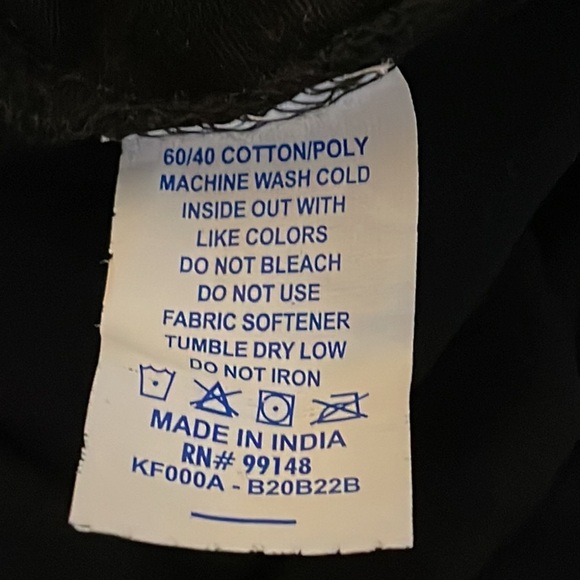 60/40 COTTON/POLY
MACHINE WASH COLD
INSIDE OUT WITH
LIKE COLORS
DO NOT BLEACH
DO NOT USE
FABRIC SOFTENER
TUMBLE DRY LOW
DO NOT IRON
MADE IN INDIA
RN# 99148
KF000A - B20B22B